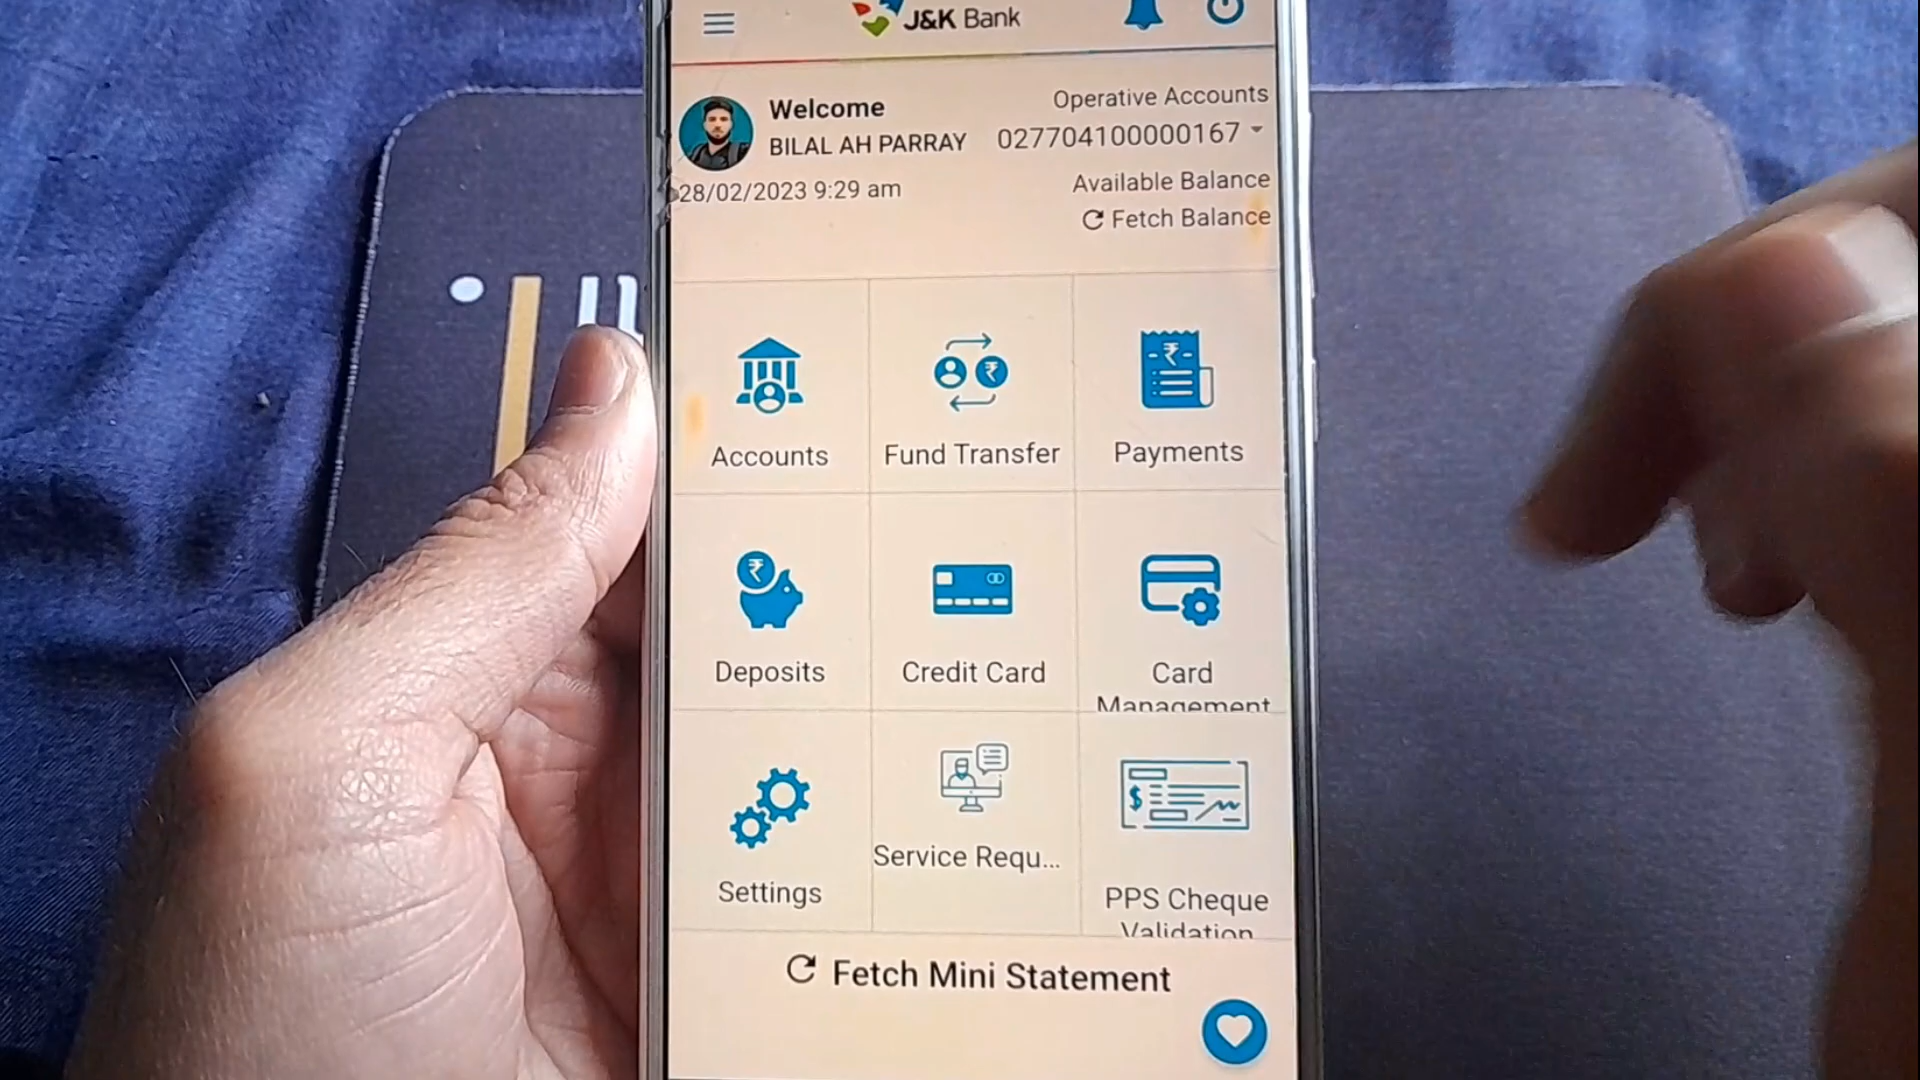 J&K Bank
Welcome
BILAL AH PARRAY
28/02/2023 9:29 am
Operative Accounts
027704100000167
Available Balance
Fetch Balance
Accounts
Fund Transfer
Payments
Deposits
Credit Card
Card
Management
Settings
Service Requ...
PPS Cheque
Validation
Fetch Mini Statement